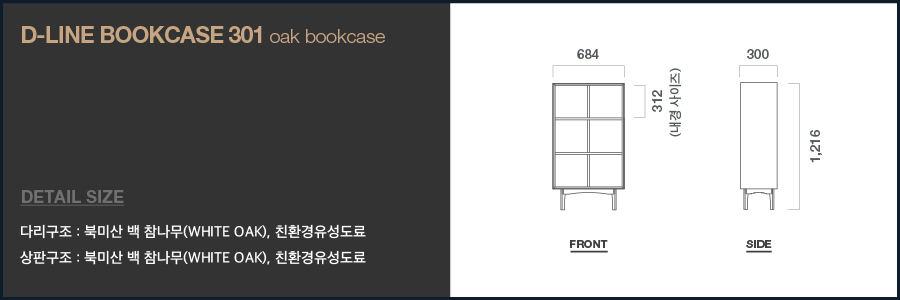 D-LINE BOOKCASE 301 oak bookcase
DETAIL SIZE
다리구조 : 북미산 백 참나무(WHITE OAK), 친환경유성도료
상판구조 : 북미산 백 참나무(WHITE OAK), 친환경유성도료
684
312
(내경 사이즈)
FRONT
300
1,216
SIDE